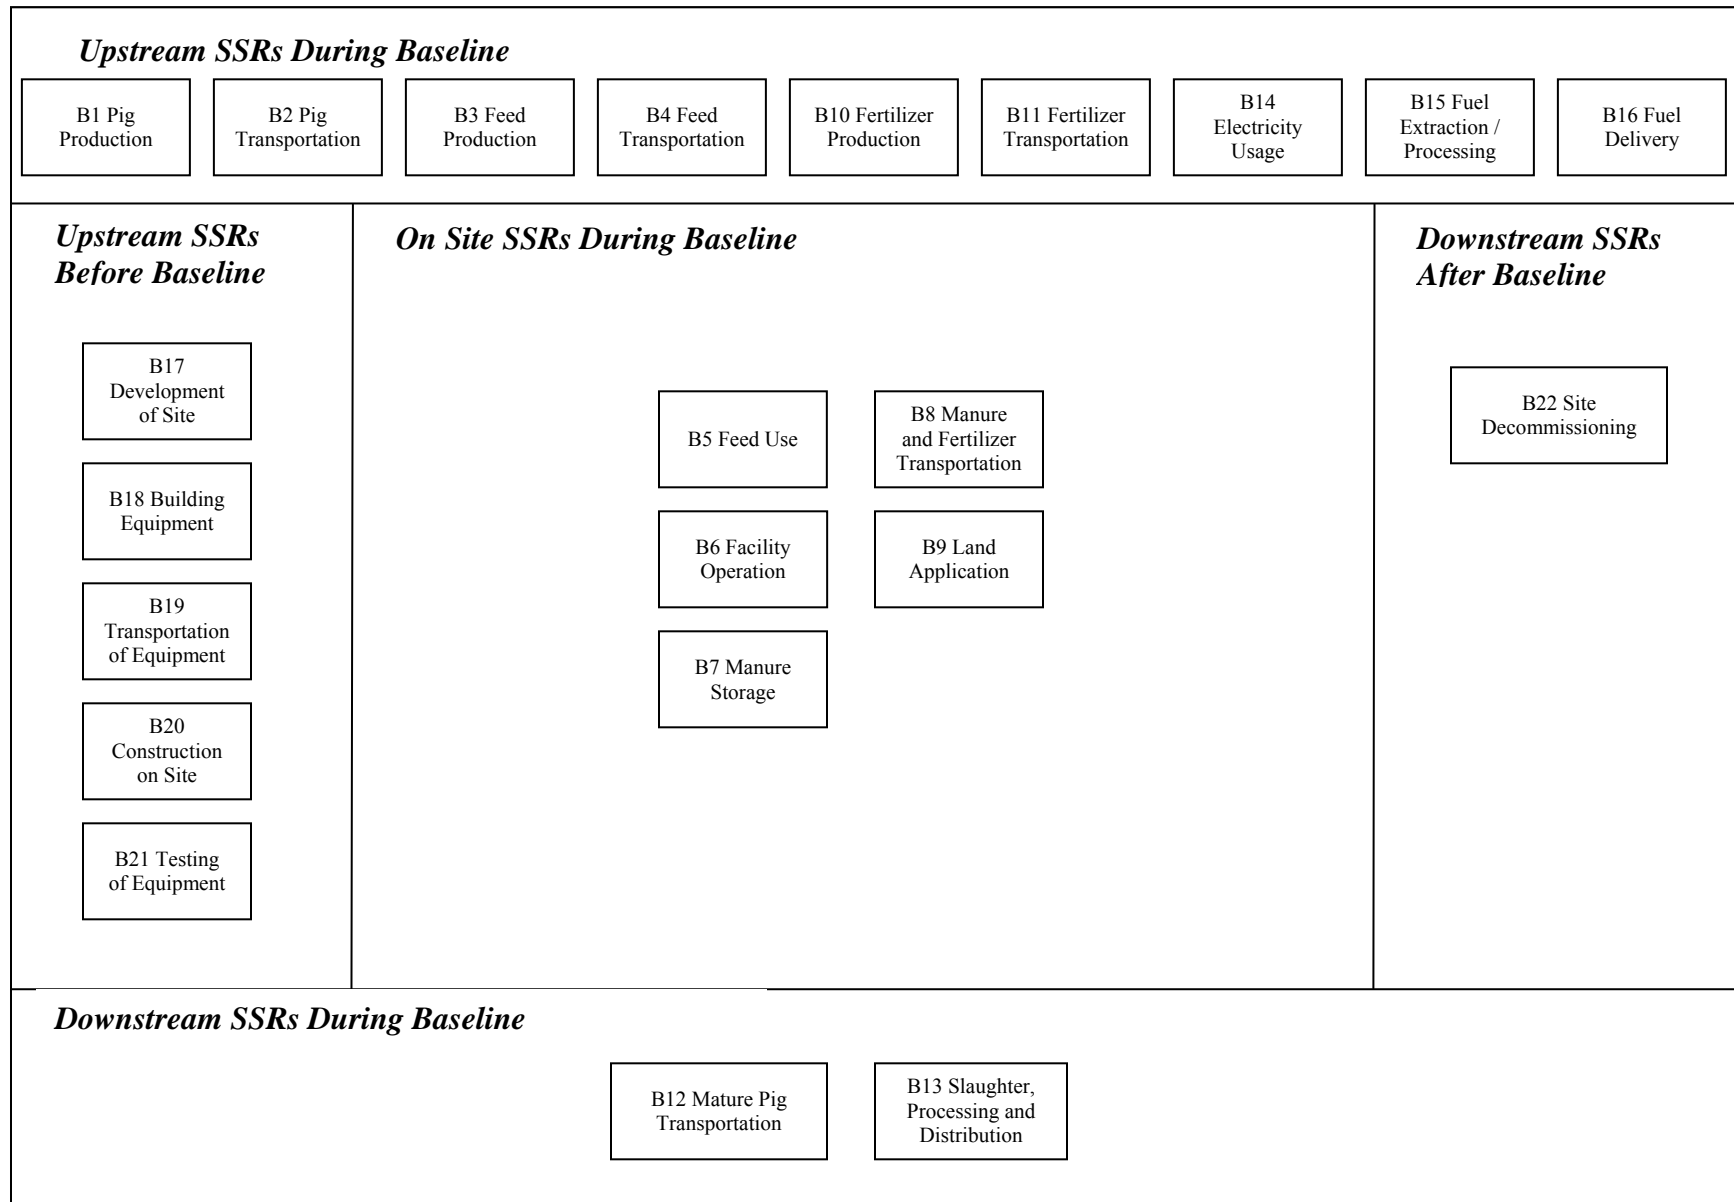 Upstream SSRs During Baseline
B1 Pig
Production
B2 Pig
Transportation
B3 Feed
Production
B4 Feed
Transportation
B10 Fertilizer
Production
B11 Fertilizer
Transportation
B14
Electricity
Usage
B15 Fuel
Extraction /
Processing
B16 Fuel
Delivery
Upstream SSRs
Before Baseline
B17
Development
of Site
B18 Building
Equipment
B19
Transportation
of Equipment
B20
Construction
on Site
B21 Testing
of Equipment
On Site SSRs During Baseline
B5 Feed Use
B8 Manure
and Fertilizer
Transportation
B6 Facility
Operation
B9 Land
Application
B7 Manure
Storage
Downstream SSRs
After Baseline
B22 Site
Decommissioning
Downstream SSRs During Baseline
B12 Mature Pig
Transportation
B13 Slaughter,
Processing and
Distribution